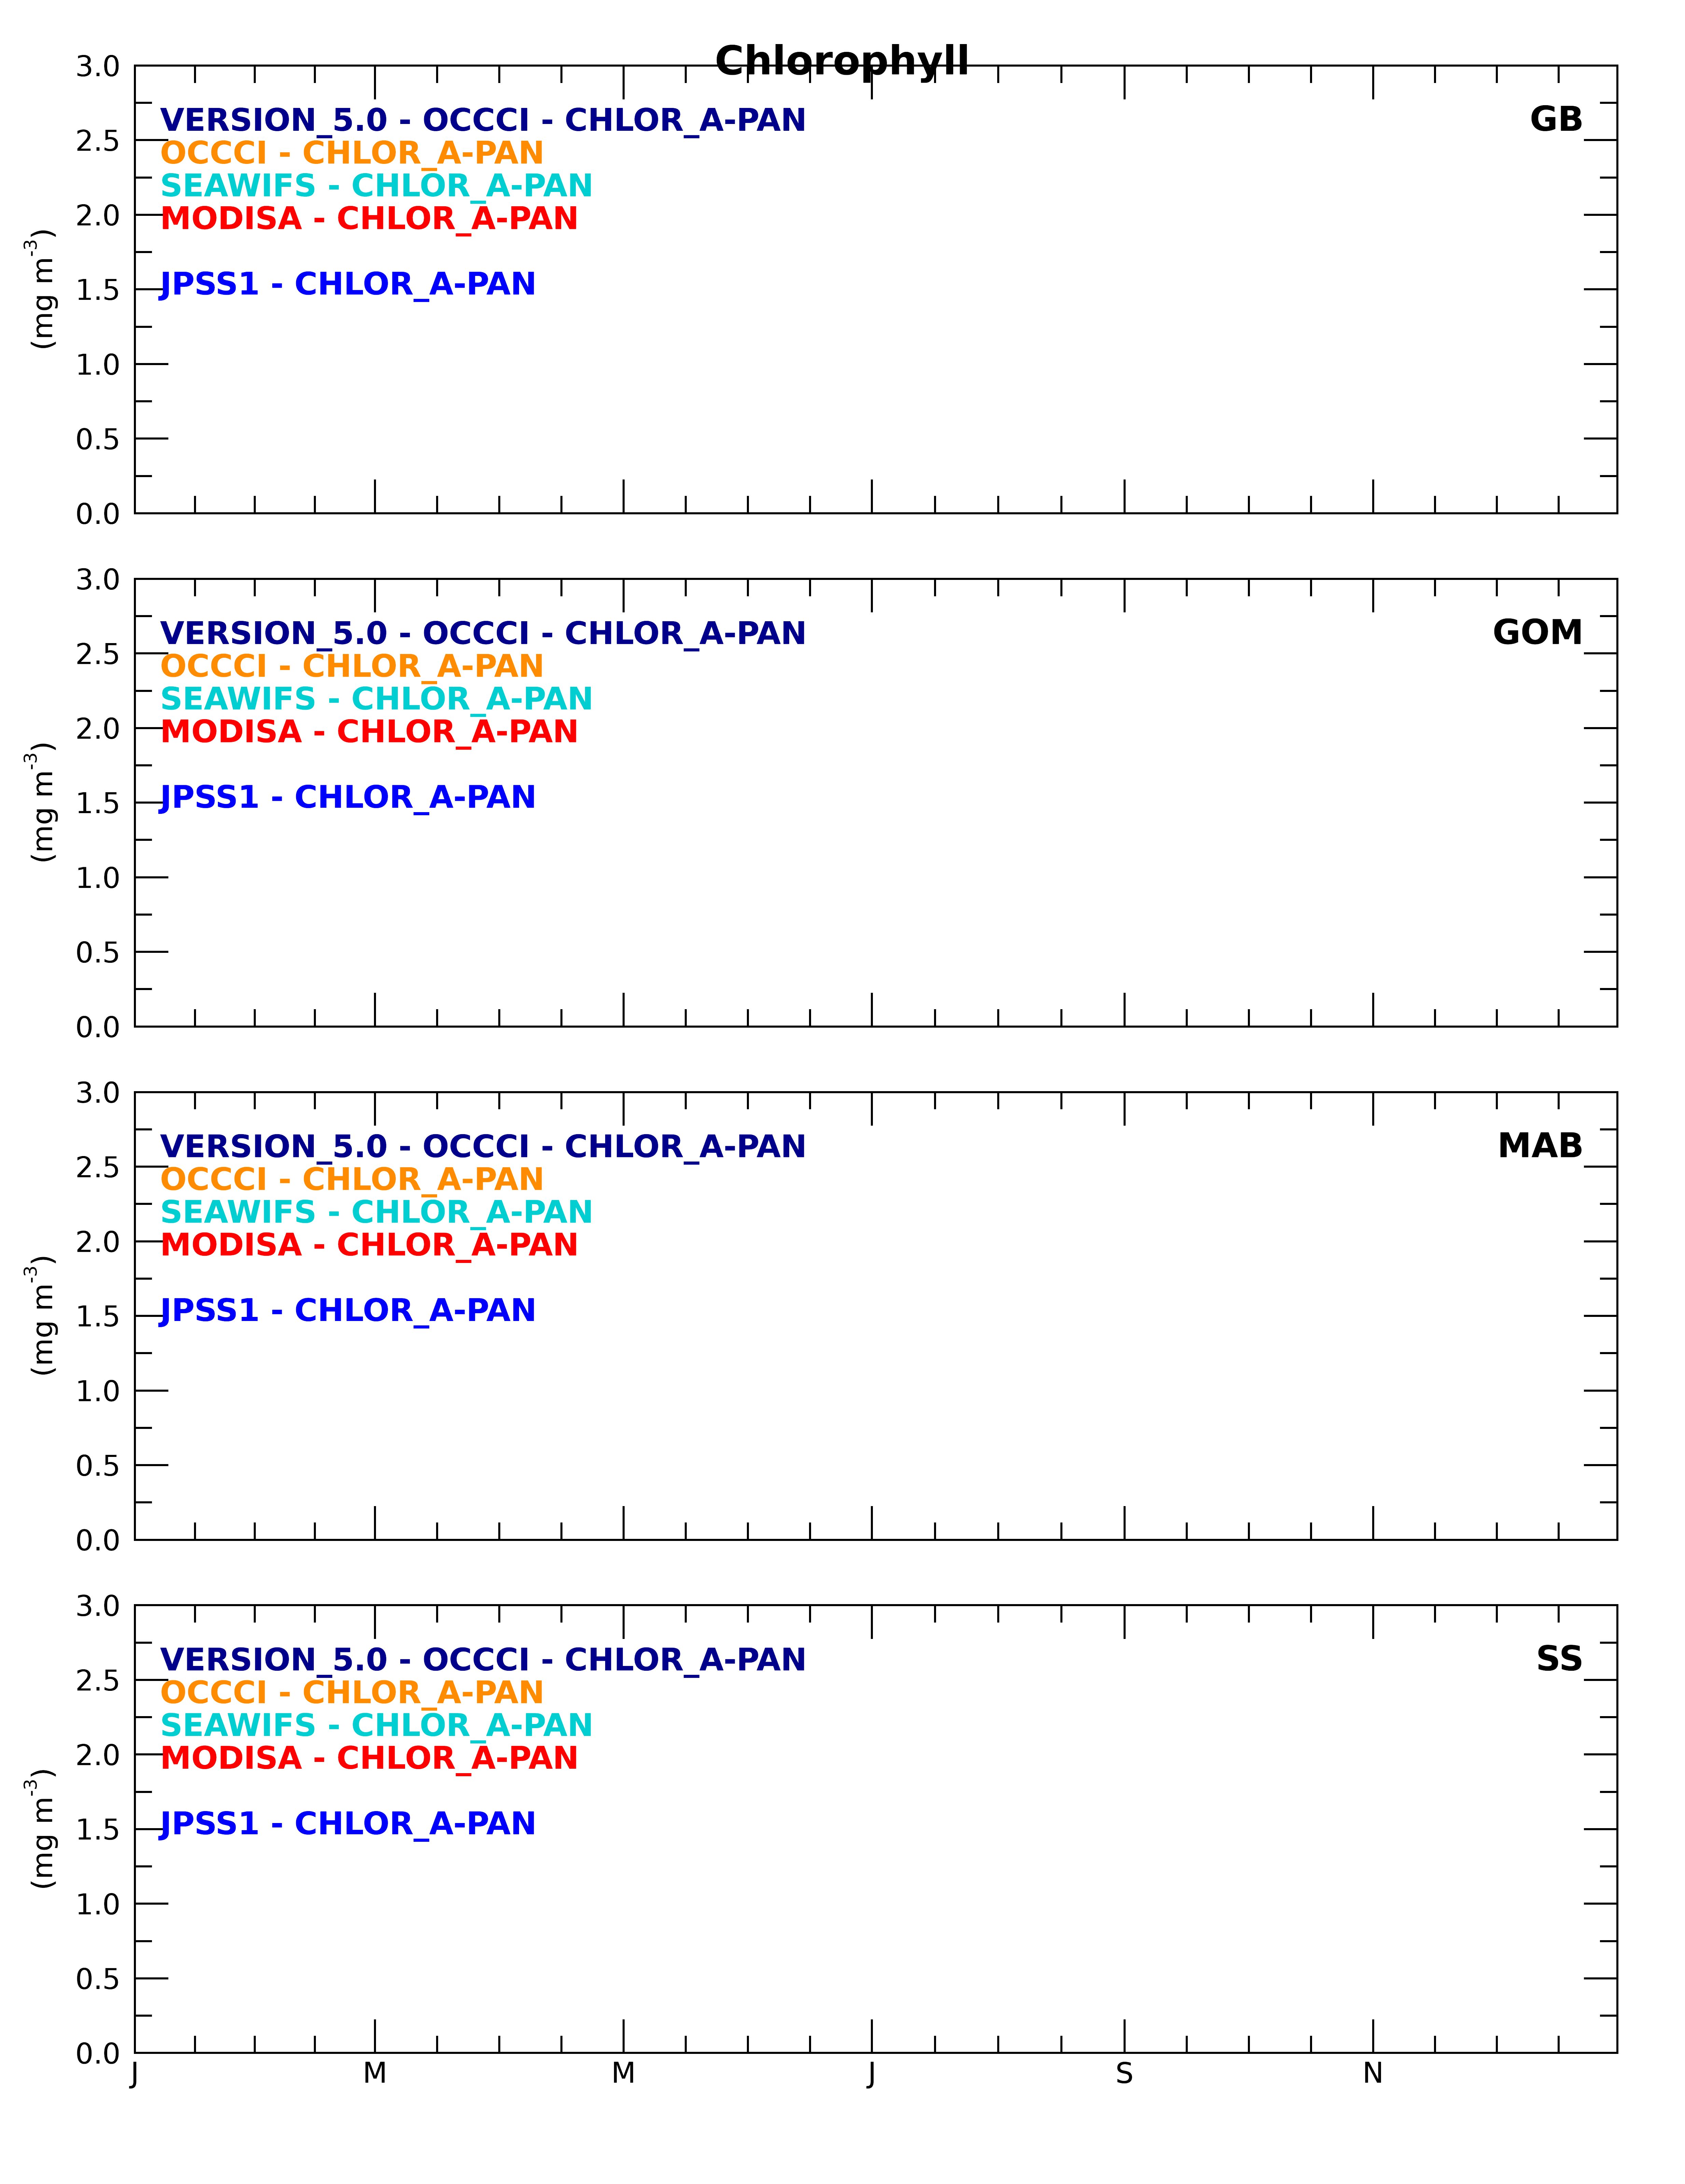 Chlorophyll
3.0
VERSION_5.0 - OCCCI - CHLOR_A-PAN
GB
2.5
OCCCI - CHLOR_A-PAN
SEAWIFS - CHLOR_A-PAN
2.0
MODISA - CHLOR_A-PAN
(mg m-3)
1.5
JPSS1 - CHLOR_A-PAN
1.0
0.5
0.0
3.0
VERSION_5.0 - OCCCI - CHLOR_A-PAN
GOM
2.5
OCCCI - CHLOR_A-PAN
SEAWIFS - CHLOR_A-PAN
2.0
MODISA - CHLOR_A-PAN
(mg m-3)
1.5
JPSS1 - CHLOR_A-PAN
1.0
0.5
0.0
3.0
VERSION_5.0 - OCCCI - CHLOR_A-PAN
MAB
2.5
OCCCI - CHLOR_A-PAN
SEAWIFS - CHLOR_A-PAN
2.0
MODISA - CHLOR_A-PAN
(mg m-3)
1.5
JPSS1 - CHLOR_A-PAN
1.0
0.5
0.0
3.0
VERSION_5.0 - OCCCI - CHLOR_A-PAN
SS
2.5
OCCCI - CHLOR_A-PAN
SEAWIFS - CHLOR_A-PAN
2.0
MODISA - CHLOR_A-PAN
(mg m-3)
1.5
JPSS1 - CHLOR_A-PAN
1.0
0.5
0.0
J M M J S N